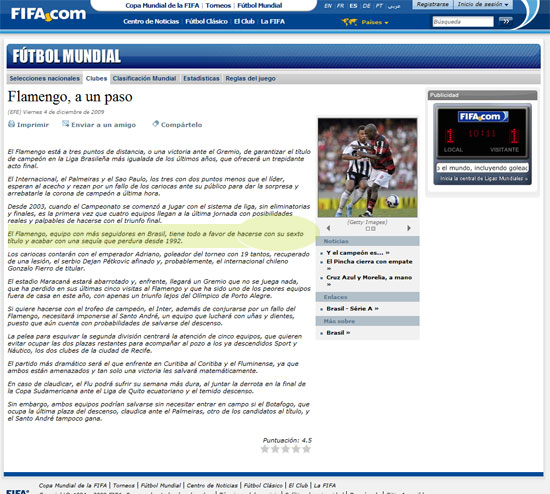 FIFA.com
Copa Mundial de la FIFA | Torneos | Fútbol Mundial
Centro de Noticias | Fútbol Clásico | El Club | La FIFA
EN FR ES DE PT عربي
Países
Registrarse Inicio de sesión
Búsqueda
FÚTBOL MUNDIAL
Selecciones nacionales Clubes Clasificación Mundial Estadísticas Reglas del juego
Flamengo, a un paso
(EFE) Viernes 4 de diciembre de 2009
Imprimir Enviar a un amigo Compártelo
El Flamengo está a tres puntos de distancia, o una victoria ante el Gremio, de garantizar el título
de campeón en la Liga Brasileña más igualada de los últimos años, que ofrecerá un trepidante
acto final.
El Internacional, el Palmeiras y el Sao Paulo, los tres con dos puntos menos que el líder,
esperan al acecho y rezan por un fallo de los cariocas ante su público para dar la sorpresa y
arrebatarle la corona de campeón a última hora.
Desde 2003, cuando el Campeonato se comenzó a jugar con el sistema de liga, sin eliminatorias
y finales, es la primera vez que cuatro equipos llegan a la última jornada con posibilidades
reales y palpables de hacerse con el triunfo final.
El Flamengo, equipo con más seguidores en Brasil, tiene todo a favor de hacerse con su sexto
título y acabar con una sequía que perdura desde 1992.
Los cariocas contarán con el emperador Adriano, goleador del torneo con 19 tantos, recuperado
de una lesión, el serbio Dejan Petkovic afinado y, probablemente, el internacional chileno
Gonzalo Fierro de titular.
El estadio Maracaná estará abarrotado y, enfrente, llegará un Gremio que no se juega nada,
que ha perdido en sus últimas cinco visitas al Flamengo y que ha sido uno de los peores equipos
fuera de casa en este año, con apenas un triunfo lejos del Olímpico de Porto Alegre.
Si quiere hacerse con el trofeo de campeón, el Inter, además de conjurarse por un fallo del
Flamengo, necesitará imponerse al Santo André, un equipo que luchará con uñas y dientes,
puesto que aún cuenta con probabilidades de salvarse del descenso.
La pelea para esquivar la segunda división centrará la atención de cinco equipos, que quieren
evitar ocupar las dos plazas restantes para acompañar al pozo a los ya descendidos Sport y
Náutico, los dos clubes de la ciudad de Recife.
El partido más dramático será el que enfrente en Curitiba al Coritiba y el Fluminense, ya que
ambos están amenazados y tan solo una victoria les salvará matemáticamente.
En caso de claudicar, el Flu podrá sufrir su semana más dura, al juntar la derrota en la final de
la Copa Sudamericana ante el Liga de Quito ecuatoriano y el temido descenso.
Sin embargo, ambos equipos podrían salvarse sin necesitar entrar en campo si el Botafogo, que
ocupa la última plaza del descenso, claudica ante el Palmeiras, otro de los candidatos al título, y
el Santo André tampoco gana.
Puntuación: 4.5
(Getty Images)
Noticias
Y el campeón es... »
El Pincha cierra con empate »
Cruz Azul y Morelia, a mano »
Enlaces
Brasil - Série A »
Más sobre
Brasil »
Publicidad
FIFA.com
1 1
LOCAL VISITANTE
o el mundo, incluyendo golead
Inicia la central de Ligas Mundiales »
Copa Mundial de la FIFA | Torneos | Fútbol Mundial | Centro de Noticias | Fútbol Clásico | El Club | La FIFA
FIFA